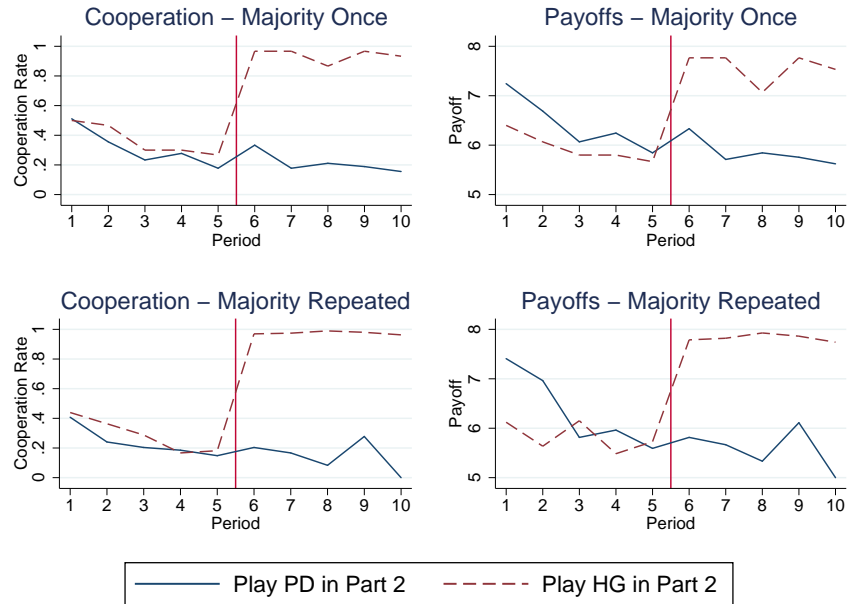 Cooperation – Majority Once
Cooperation Rate
0 .2 .4 .6 .8 1
1 2 3 4 5 6 7 8 9 10
Period
Payoffs – Majority Once
Payoff
5 6 7 8
1 2 3 4 5 6 7 8 9 10
Period
Cooperation – Majority Repeated
Cooperation Rate
0 .2 .4 .6 .8 1
1 2 3 4 5 6 7 8 9 10
Period
Payoffs – Majority Repeated
Payoff
5 6 7 8
1 2 3 4 5 6 7 8 9 10
Period
Play PD in Part 2
Play HG in Part 2